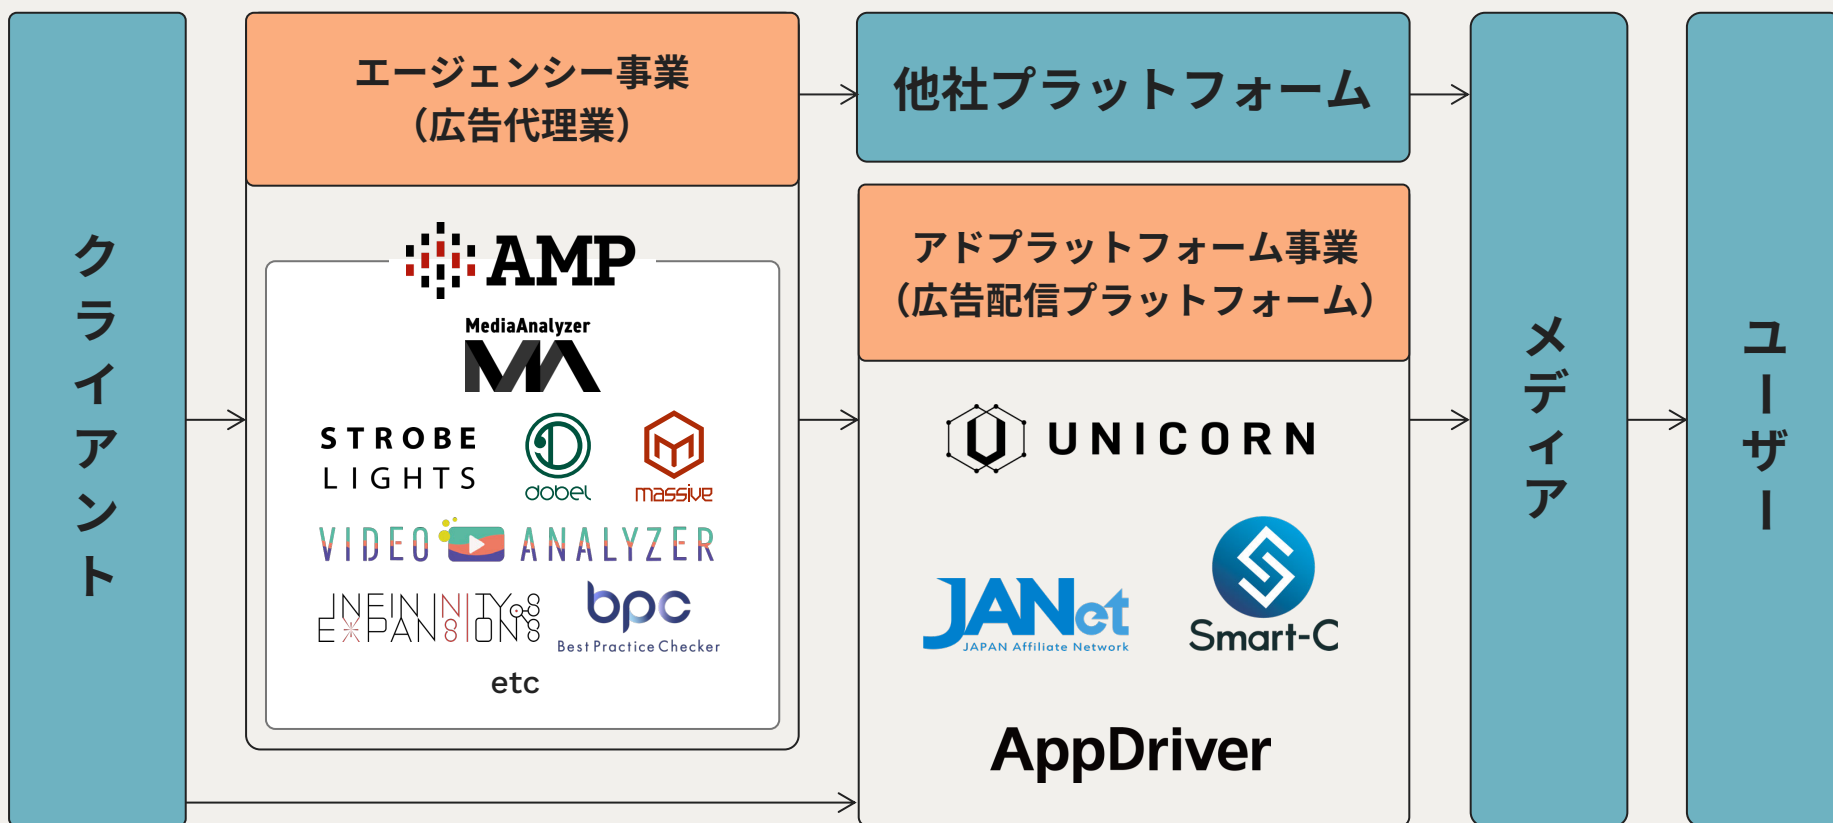 クライアント
エージェンシー事業
（広告代理業）
AMP
MediaAnalyzer
MA
STROBE
LIGHTS
dobel
massive
VIDEO ANALYZER
INFININITY
EXPANSION
bpc
Best Practice Checker
etc
他社プラットフォーム
アドプラットフォーム事業
（広告配信プラットフォーム）
UNICORN
JANet
JAPAN Affiliate Network
Smart-C
AppDriver
メディア
ユーザー